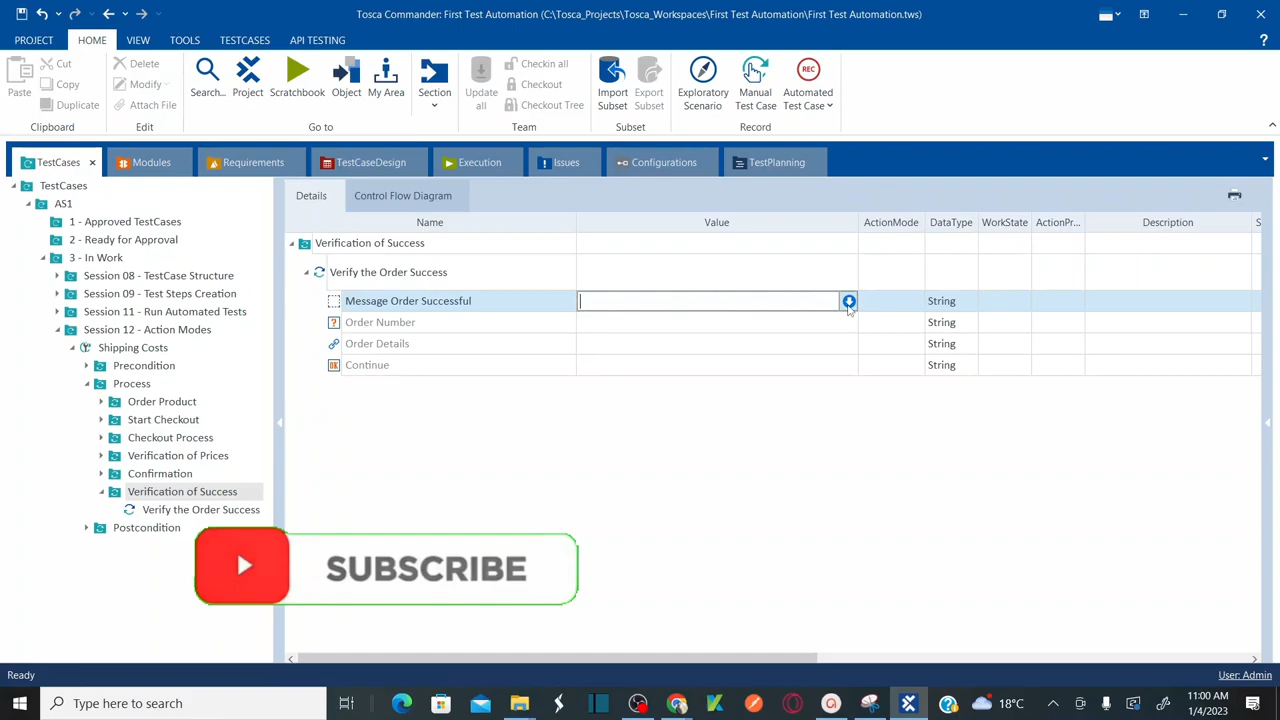 Tosca Commander: First Test Automation (C:\Tosca_Projects\Tosca_Workspaces\First Test Automation\First Test Automation.tws)
PROJECT HOME VIEW TOOLS TESTCASES API TESTING ?
Paste
Cut
Copy
Duplicate
Clipboard
Delete
Modify
Attach File
Edit
Search...
Project
Scratchbook
Object
My Area
Section
Go to
Update all
Checkin all
Checkout
Checkout Tree
Team
Import Subset
Export Subset
Subset
Exploratory Scenario
Manual Test Case
REC
Automated Test Case
Record
TestCases × Modules Requirements TestCaseDesign Execution Issues Configurations TestPlanning
TestCases
AS1
1 - Approved TestCases
2 - Ready for Approval
3 - In Work
Session 08 - TestCase Structure
Session 09 - Test Steps Creation
Session 11 - Run Automated Tests
Session 12 - Action Modes
Shipping Costs
Precondition
Process
Order Product
Start Checkout
Checkout Process
Verification of Prices
Confirmation
Verification of Success
Verify the Order Success
Postcondition
Details Control Flow Diagram
Name Value ActionMode DataType WorkState ActionPr... Description S
Verification of Success
Verify the Order Success
Message Order Successful String
? Order Number String
Order Details String
OK Continue String
SUBSCRIBE
Ready User: Admin
Type here to search
18°C
11:00 AM
1/4/2023